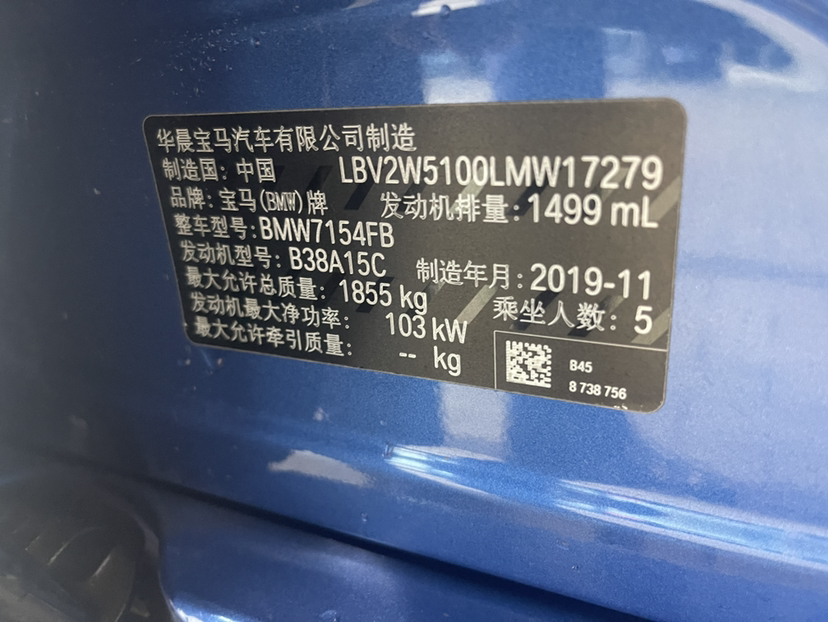 华晨宝马汽车有限公司制造
制造国: 中国 LBV2W5100LMW17279
品牌: 宝马(BMW)牌 发动机排量: 1499 mL
整车型号: BMW7154FB
发动机型号: B38A15C 制造年月: 2019-11
最大允许总质量: 1855 kg 乘坐人数: 5
发动机最大净功率: 103 kW
最大允许牵引质量: -- kg
B45
8 738 756